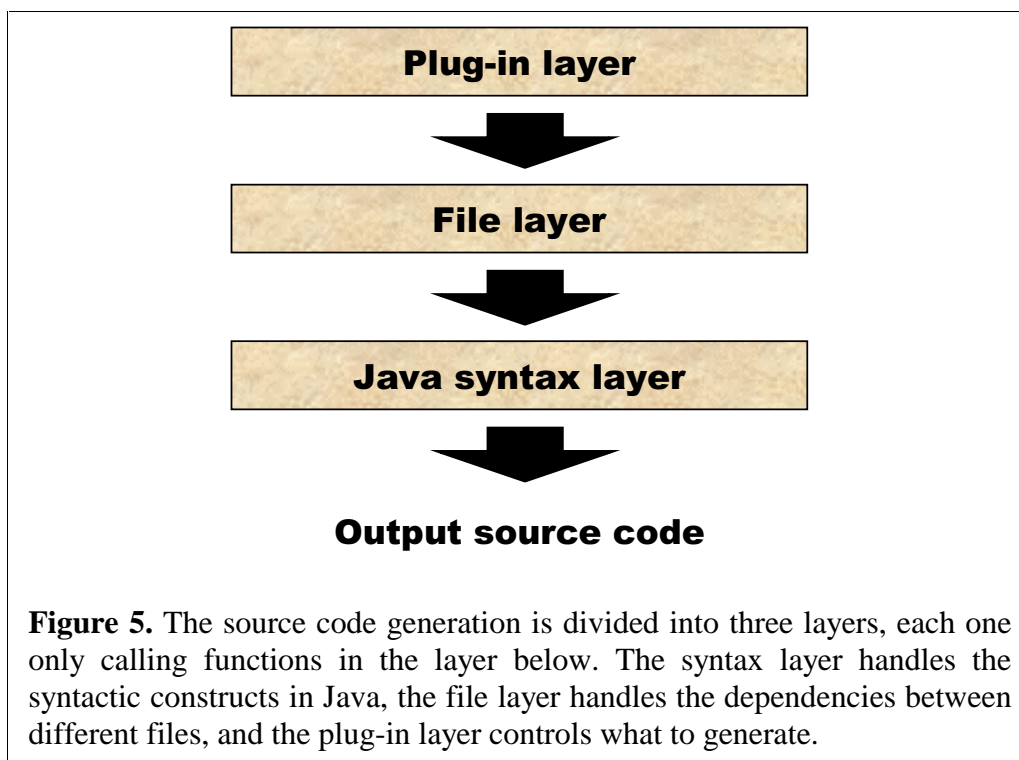 Plug-in layer
File layer
Java syntax layer
Output source code
Figure 5. The source code generation is divided into three layers, each one
only calling functions in the layer below. The syntax layer handles the
syntactic constructs in Java, the file layer handles the dependencies between
different files, and the plug-in layer controls what to generate.